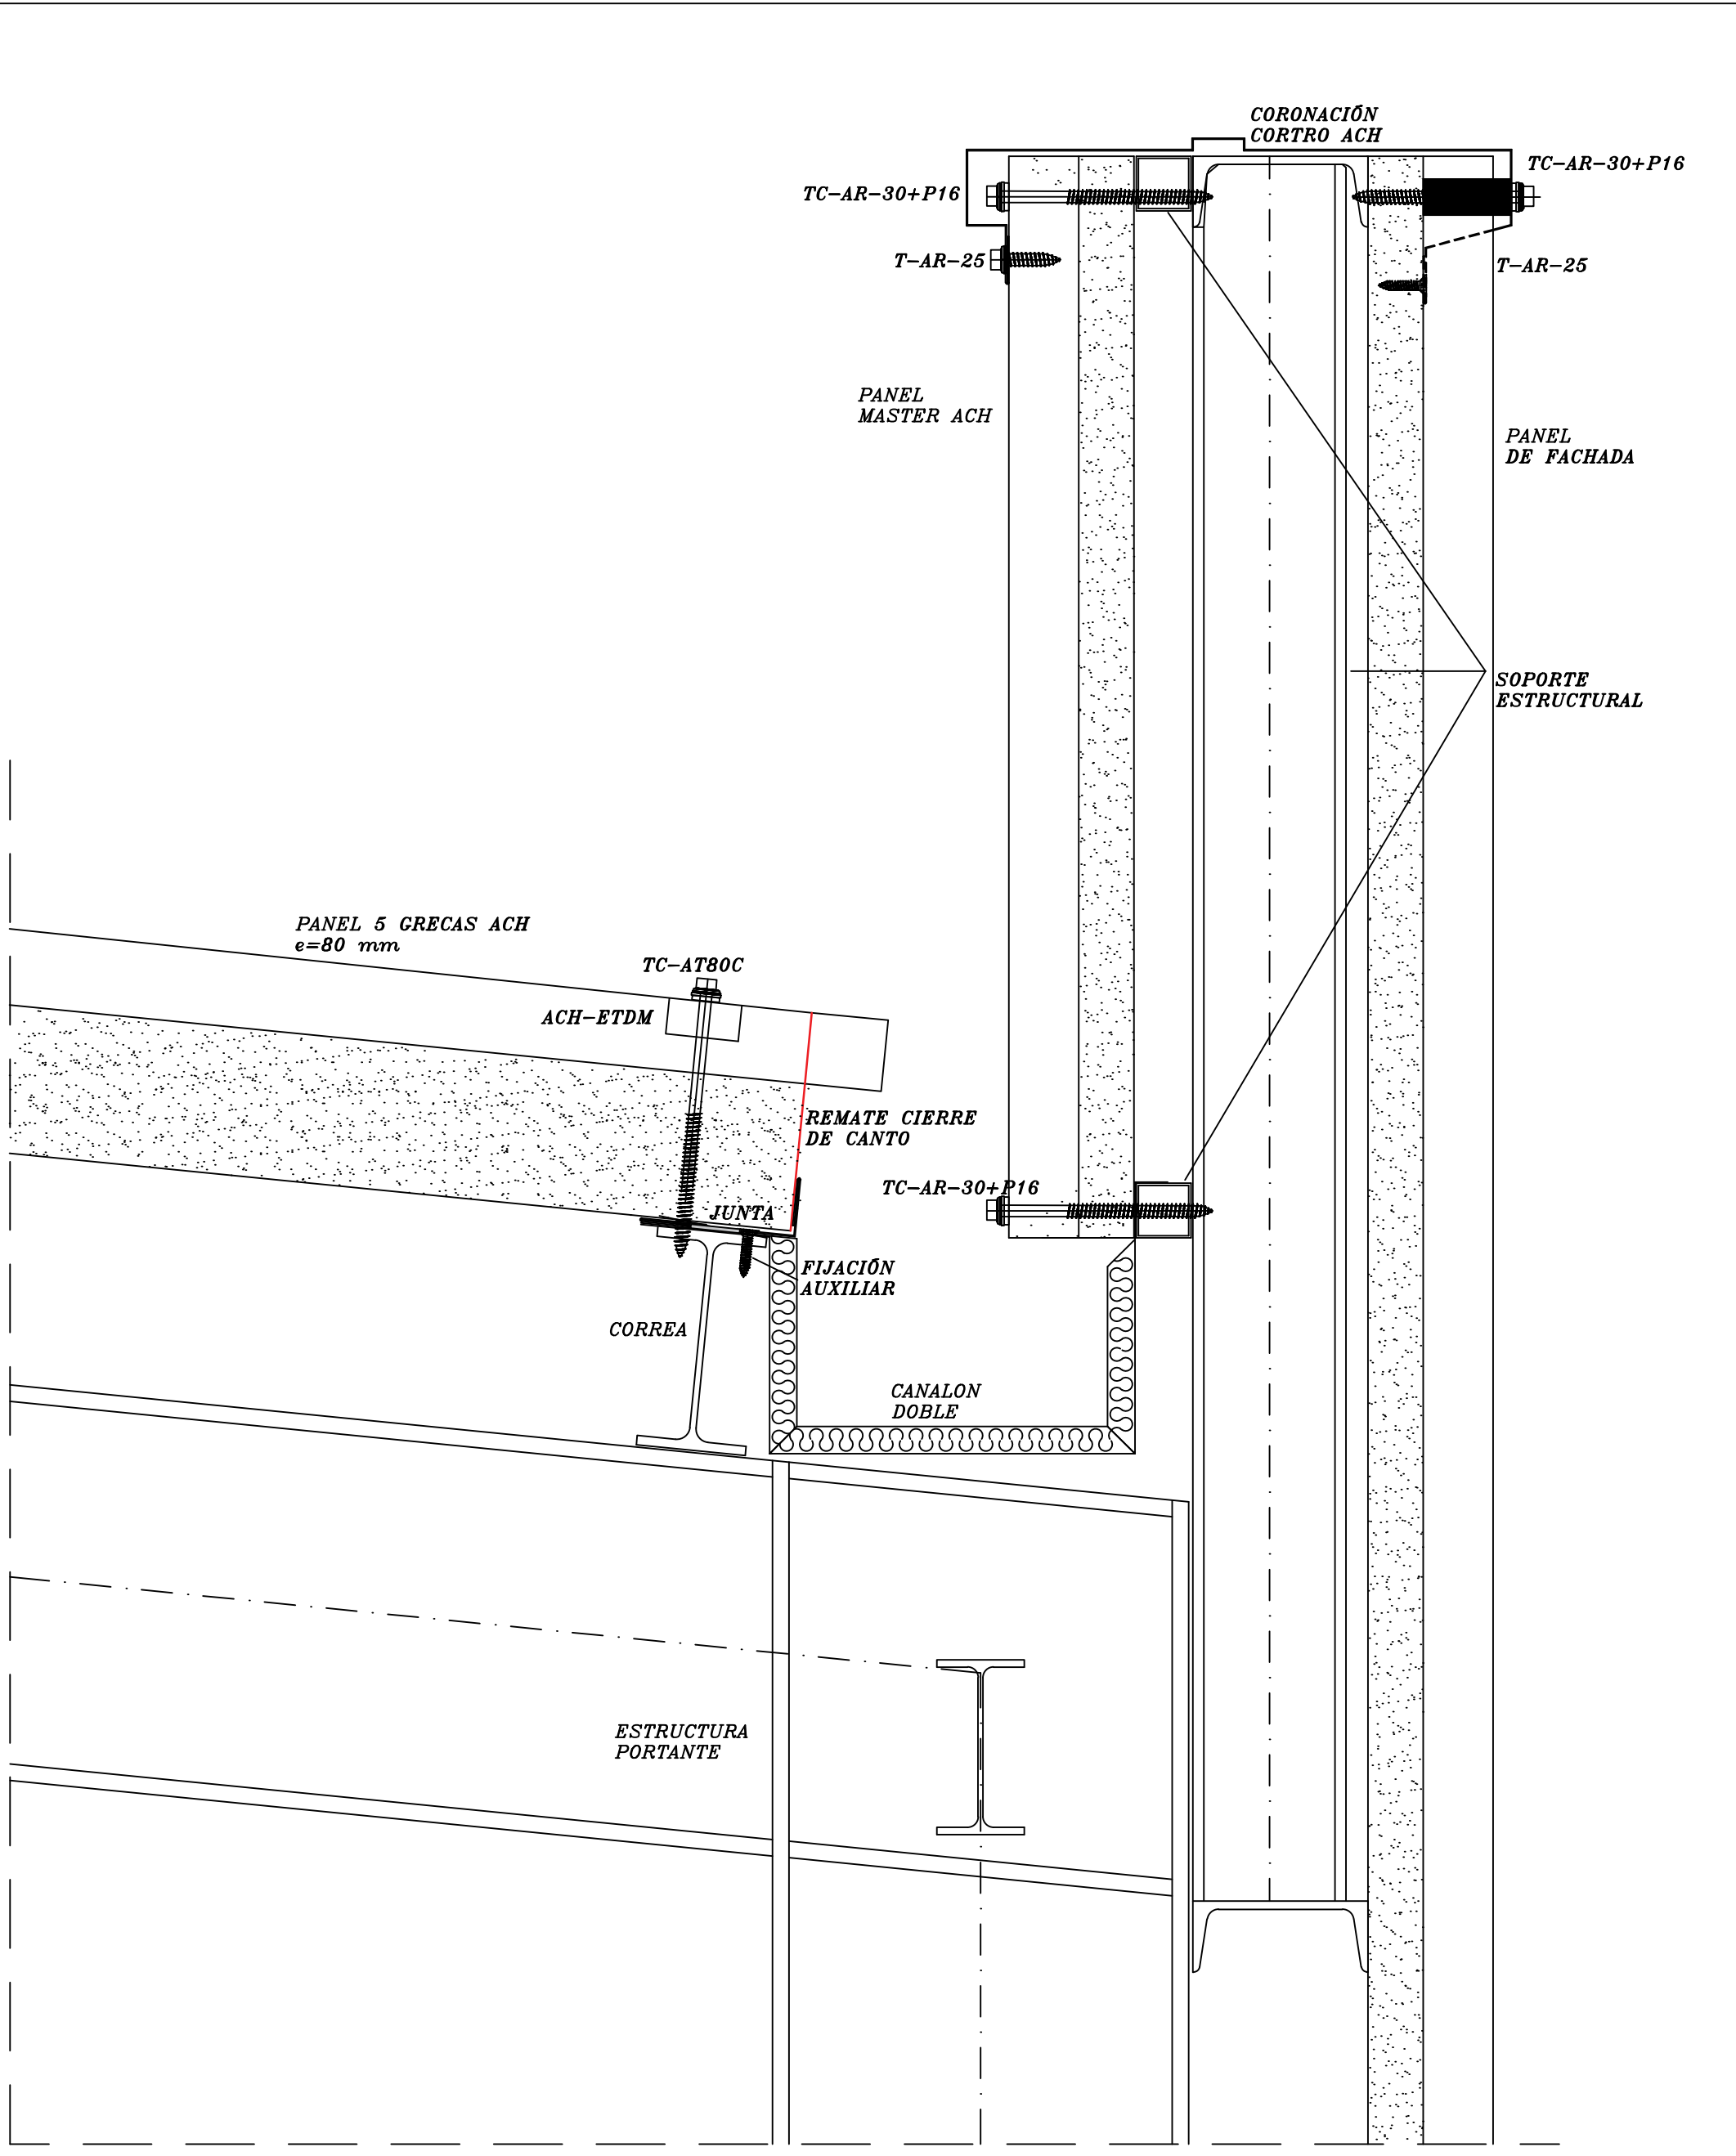 CORONACIÓN
CORTRO ACH
TC-AR-30+P16
TC-AR-30+P16
T-AR-25
T-AR-25
PANEL
MASTER ACH
PANEL
DE FACHADA
SOPORTE
ESTRUCTURAL
PANEL 5 GRECAS ACH
e=80 mm
TC-AT80C
ACH-ETDM
REMATE CIERRE
DE CANTO
TC-AR-30+P16
JUNTA
FIJACIÓN
AUXILIAR
CORREA
CANALON
DOBLE
ESTRUCTURA
PORTANTE